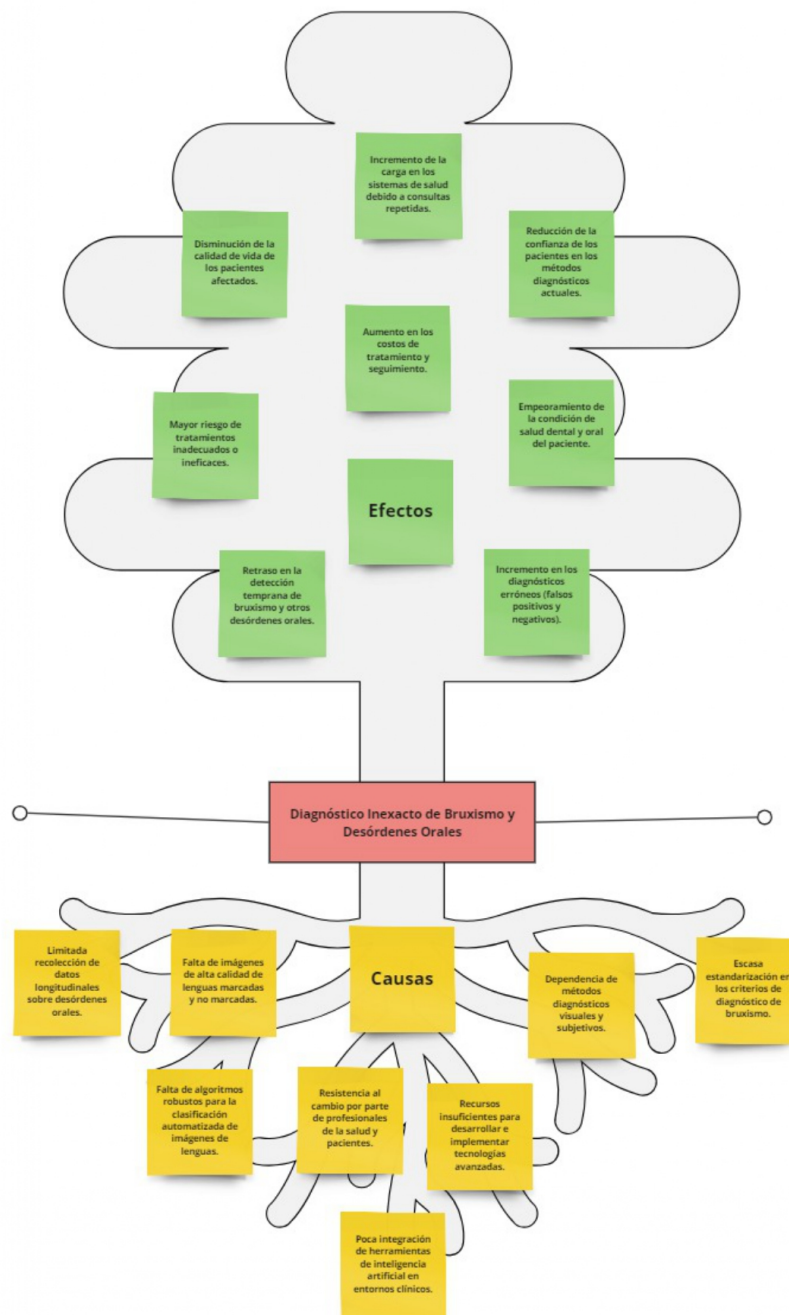 Incremento de la
carga en los
sistemas de salud
debido a consultas
repetidas.
Disminución de la
calidad de vida de
los pacientes
afectados.
Reducción de la
confianza de los
pacientes en los
métodos
diagnósticos
actuales.
Aumento en los
costos de
tratamiento y
seguimiento.
Mayor riesgo de
tratamientos
inadecuados o
ineficaces.
Empeoramiento de
la condición de
salud dental y oral
del paciente.
Efectos
Retraso en la
detección
temprana de
bruxismo y otros
desórdenes orales.
Incremento en los
diagnósticos
erróneos (falsos
positivos y
negativos).
Diagnóstico Inexacto de Bruxismo y
Desórdenes Orales
Limitada
recolección de
datos
longitudinales
sobre desórdenes
orales.
Falta de imágenes
de alta calidad de
lenguas marcadas
y no marcadas.
Causas
Dependencia de
métodos
diagnósticos
visuales y
subjetivos.
Escasa
estandarización en
los criterios de
diagnóstico de
bruxismo.
Falta de algoritmos
robustos para la
clasificación
automatizada de
imágenes de
lenguas.
Resistencia al
cambio por parte
de profesionales
de la salud y
pacientes.
Recursos
insuficientes para
desarrollar e
implementar
tecnologías
avanzadas.
Poca integración
de herramientas
de inteligencia
artificial en
entornos clínicos.